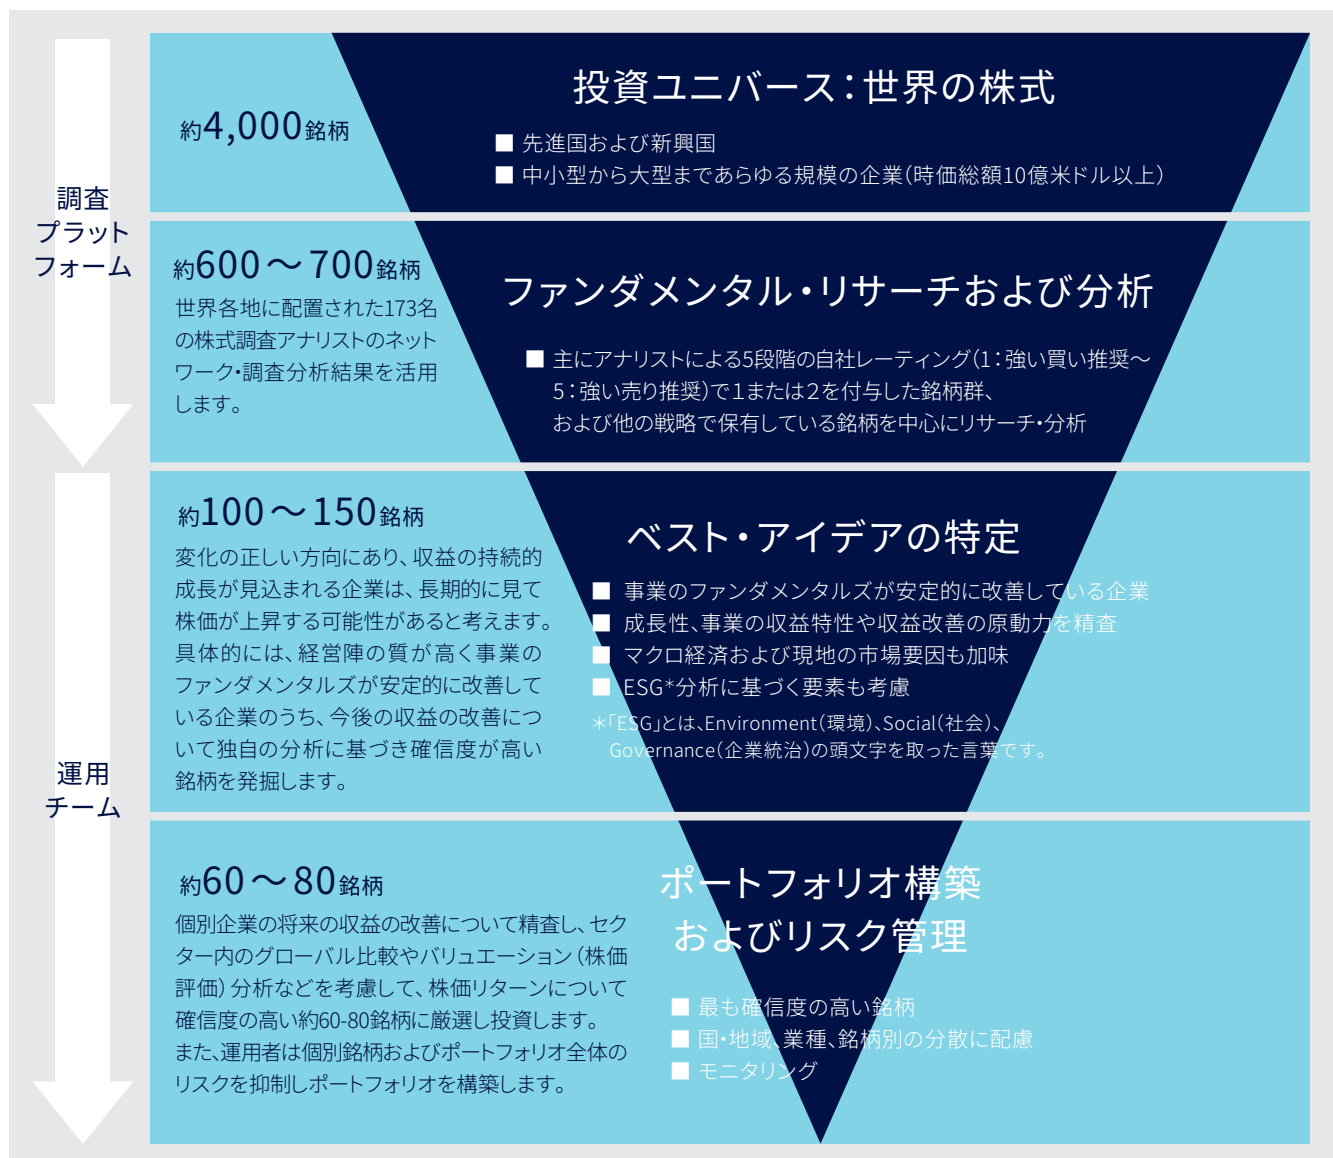 調査
プラット
フォーム
約4,000銘柄
投資ユニバース：世界の株式
■ 先進国および新興国
■ 中小型から大型まであらゆる規模の企業（時価総額10億米ドル以上）
約600～700銘柄
世界各地に配置された173名
の株式調査アナリストのネット
ワーク・調査分析結果を活用
します。
ファンダメンタル・リサーチおよび分析
■ 主にアナリストによる5段階の自社レーティング（1：強い買い推奨～
5：強い売り推奨）で１または２を付与した銘柄群、
および他の戦略で保有している銘柄を中心にリサーチ・分析
運用
チーム
約100～150銘柄
変化の正しい方向にあり、収益の持続的
成長が見込まれる企業は、長期的に見て
株価が上昇する可能性があると考えます。
具体的には、経営陣の質が高く事業の
ファンダメンタルズが安定的に改善して
いる企業のうち、今後の収益の改善につ
いて独自の分析に基づき確信度が高い
銘柄を発掘します。
ベスト・アイデアの特定
■ 事業のファンダメンタルズが安定的に改善している企業
■ 成長性、事業の収益特性や収益改善の原動力を精査
■ マクロ経済および現地の市場要因も加味
■ ESG＊分析に基づく要素も考慮
＊「ESG」とは、Environment（環境）、Social（社会）、
Governance（企業統治）の頭文字を取った言葉です。
約60～80銘柄
個別企業の将来の収益の改善について精査し、セク
ター内のグローバル比較やバリュエーション（株価
評価）分析などを考慮して、株価リターンについて
確信度の高い約60-80銘柄に厳選し投資します。
また、運用者は個別銘柄およびポートフォリオ全体の
リスクを抑制しポートフォリオを構築します。
ポートフォリオ構築
およびリスク管理
■ 最も確信度の高い銘柄
■ 国・地域、業種、銘柄別の分散に配慮
■ モニタリング